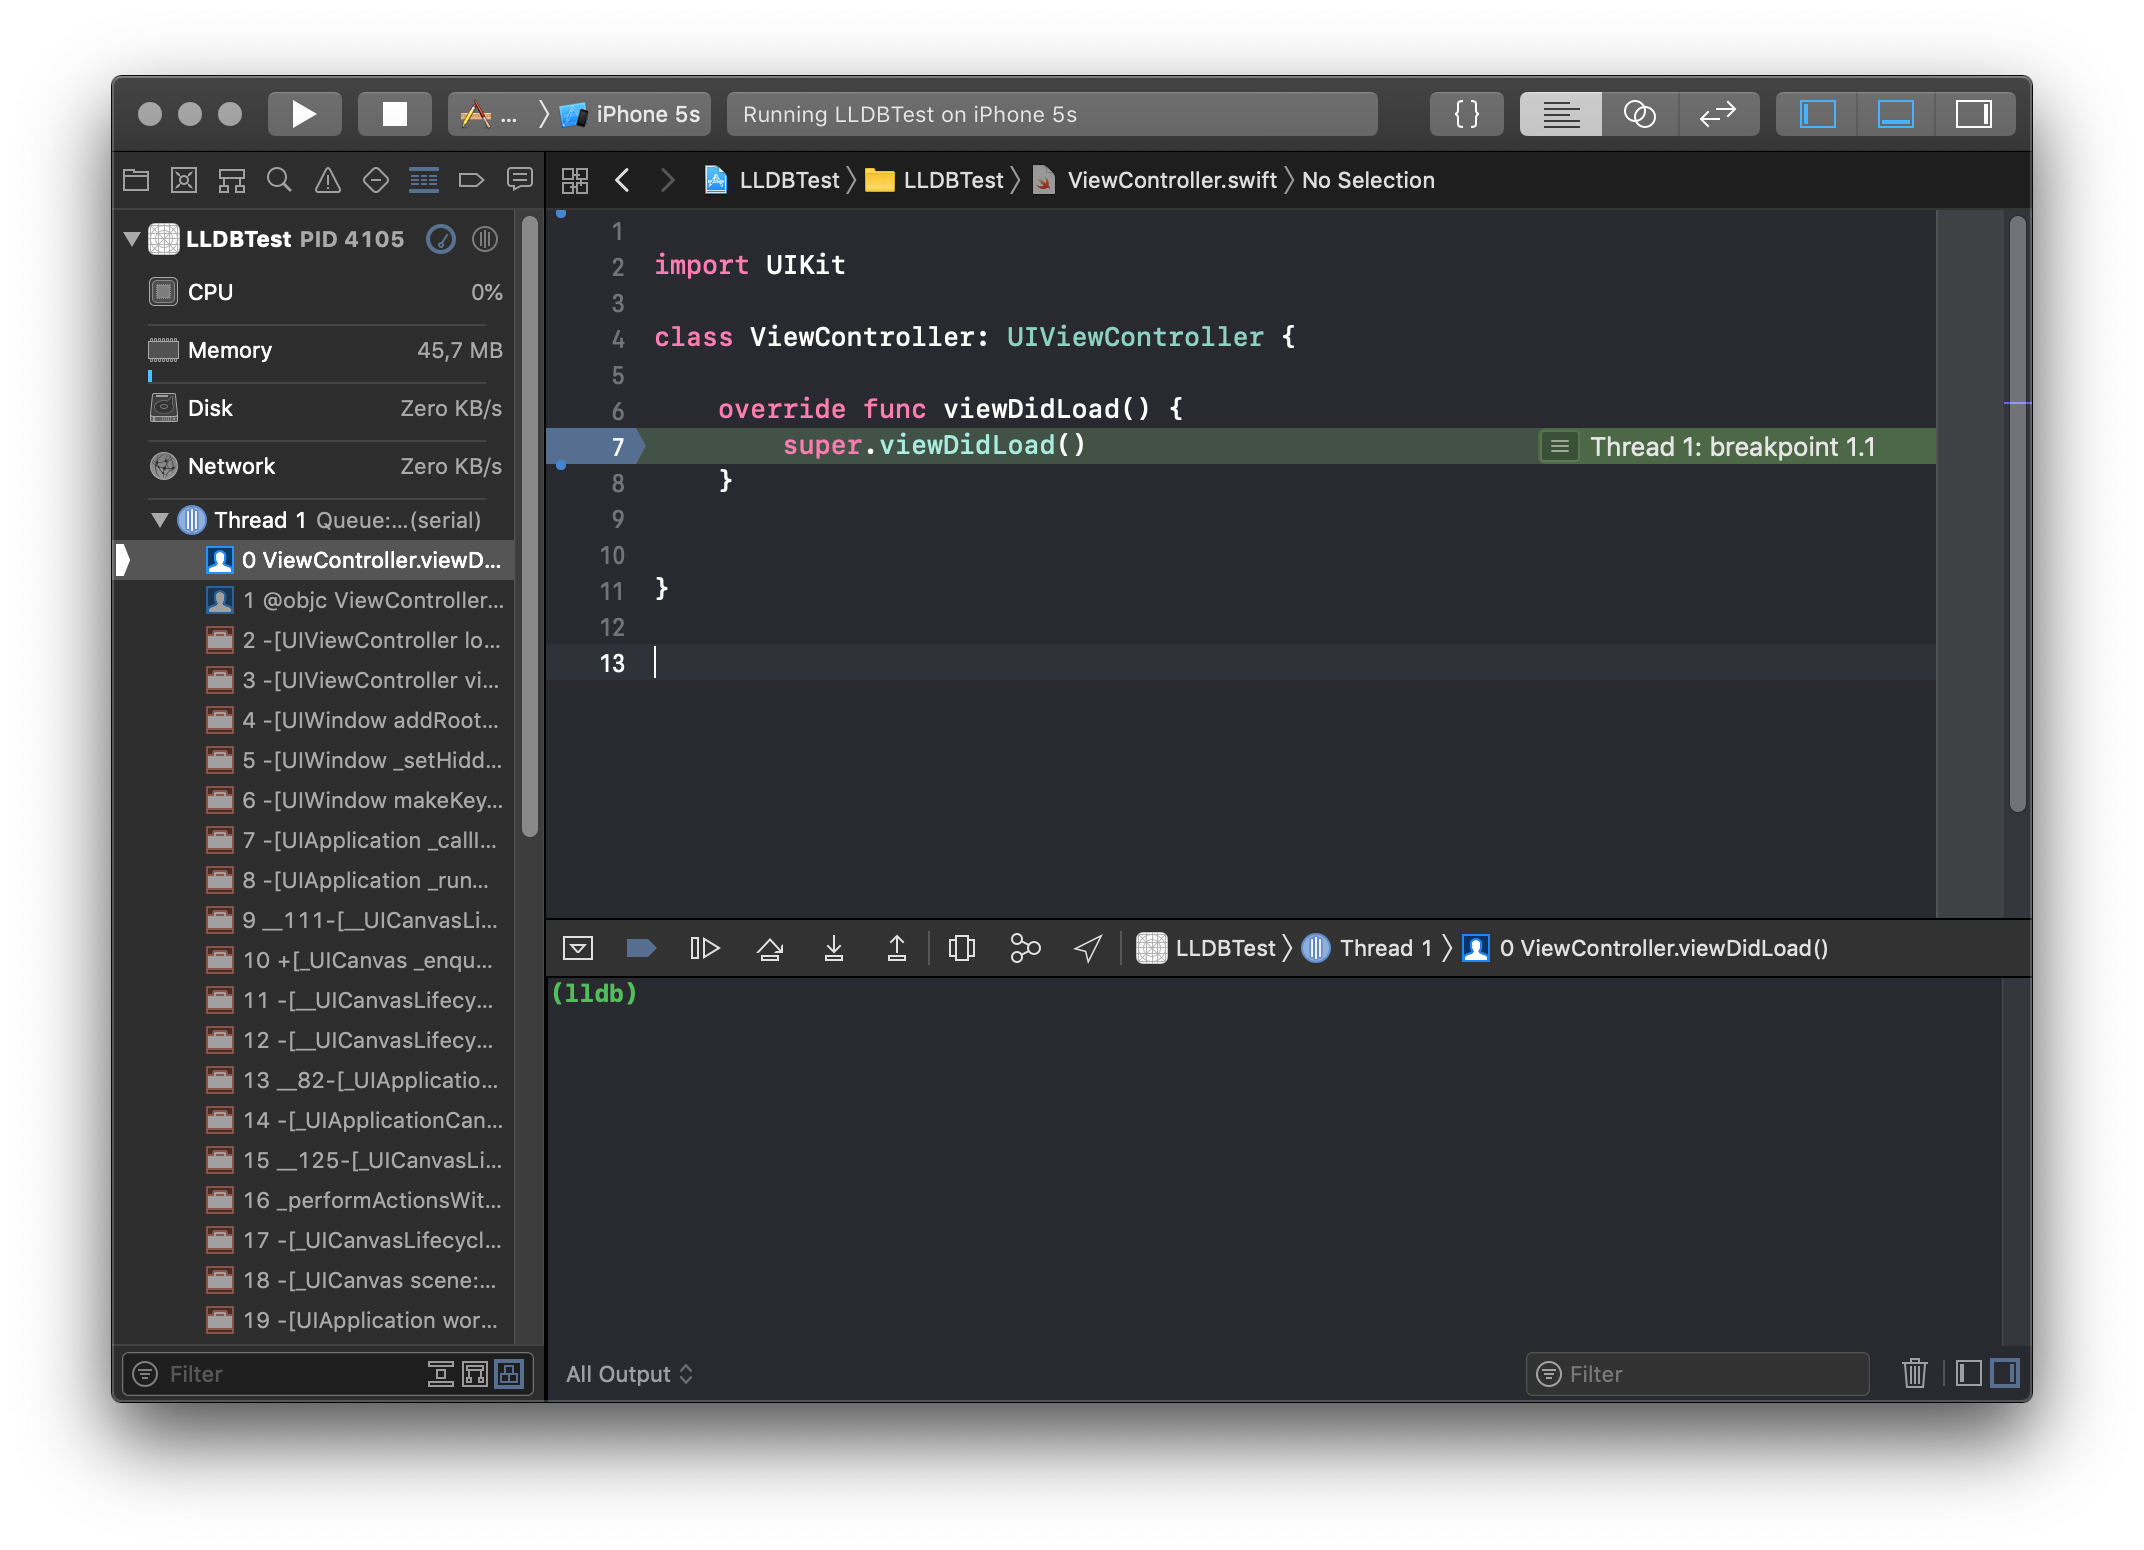 ... iPhone 5s
Running LLDBTest on iPhone 5s
LLDBTest LLDBTest ViewController.swift No Selection
LLDBTest PID 4105
CPU 0%
Memory 45,7 MB
Disk Zero KB/s
Network Zero KB/s
Thread 1 Queue:...(serial)
0 ViewController.viewD...
1 @objc ViewController...
2 -[UIViewController lo...
3 -[UIViewController vi...
4 -[UIWindow addRoot...
5 -[UIWindow _setHidd...
6 -[UIWindow makeKey...
7 -[UIApplication _callI...
8 -[UIApplication _run...
9 __111-[__UICanvasLi...
10 +[_UICanvas _enqu...
11 -[__UICanvasLifecy...
12 -[__UICanvasLifecy...
13 __82-[_UIApplicatio...
14 -[_UIApplicationCan...
15 __125-[_UICanvasLi...
16 _performActionsWit...
17 -[_UICanvasLifecycl...
18 -[_UICanvas scene:...
19 -[UIApplication wor...
Filter
1
2 import UIKit
3
4 class ViewController: UIViewController {
5
6 override func viewDidLoad() {
7 super.viewDidLoad() Thread 1: breakpoint 1.1
8 }
9
10
11 }
12
13
LLDBTest Thread 1 0 ViewController.viewDidLoad()
(lldb)
All Output Filter